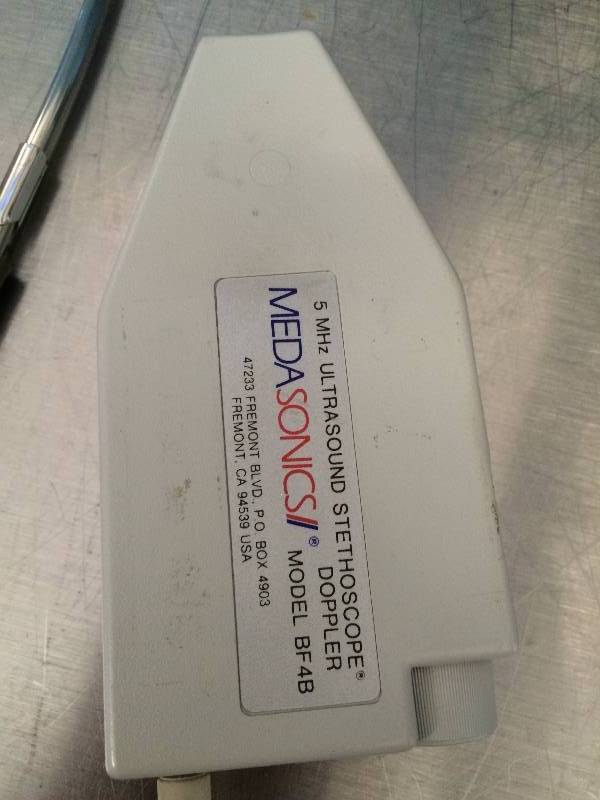 5 MHz ULTRASOUND STETHOSCOPE®
DOPPLER
MEDASONICS® MODEL BF4B
47233 FREMONT BLVD., P.O. BOX 4903
FREMONT, CA 94539 USA